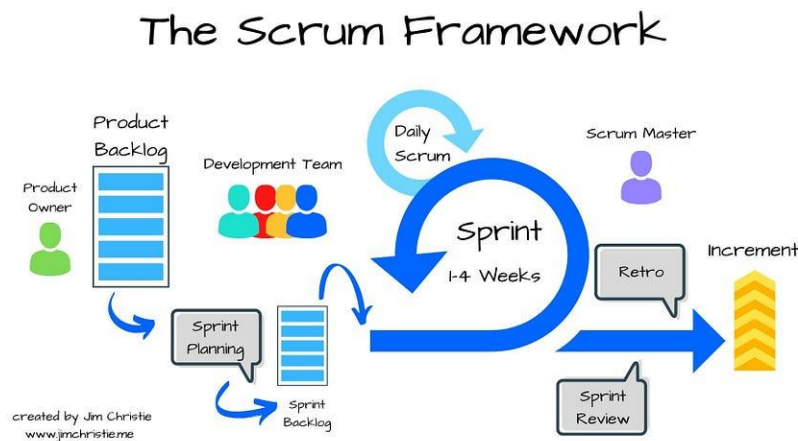 The Scrum Framework
Product
Backlog
Product
Owner
Development Team
Daily
Scrum
Scrum Master
Sprint
1-4 Weeks
Retro
Increment
Sprint
Planning
Sprint
Backlog
Sprint
Review
created by Jim Christie
www.jimchristie.me